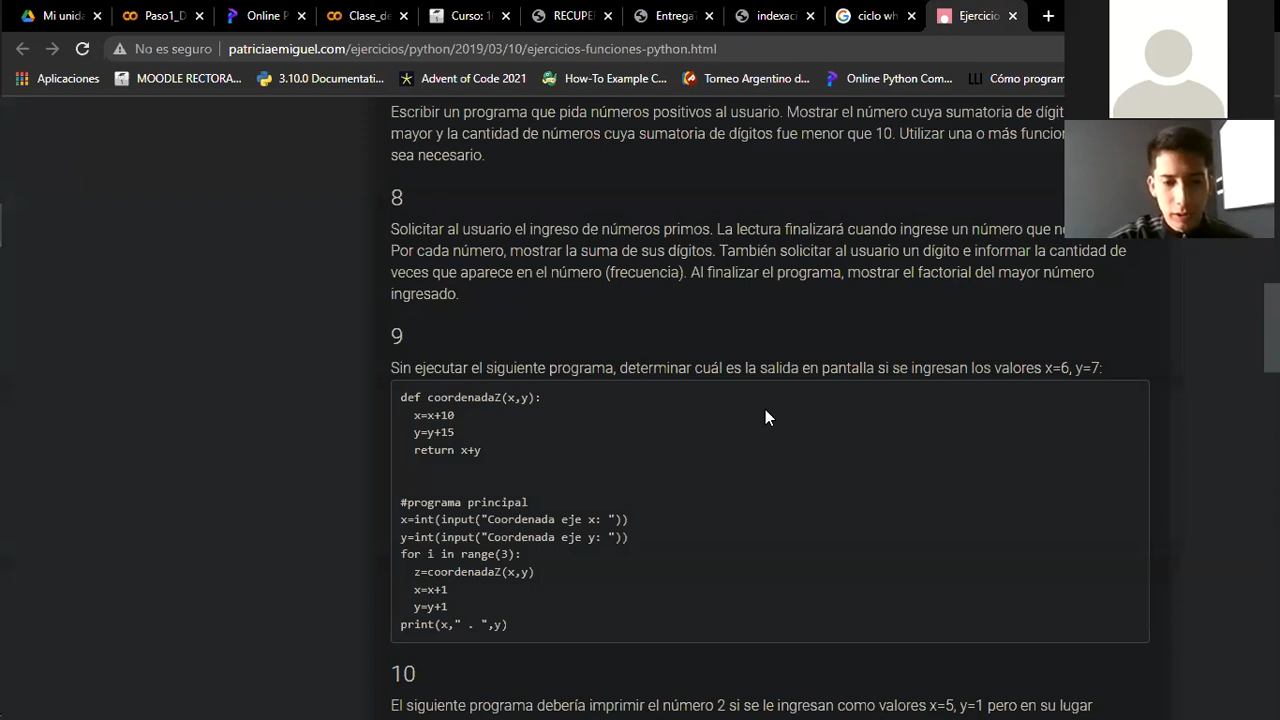 Mi unida
Paso1_D
Online P
Clase_de
Curso: 1
RECUPE
Entrega
indexaci
ciclo wh
Ejercicio
No es seguro
patriciaemiguel.com/ejercicios/python/2019/03/10/ejercicios-funciones-python.html
Aplicaciones
MOODLE RECTORA...
3.10.0 Documentati...
Advent of Code 2021
How-To Example C...
Torneo Argentino d...
Online Python Com...
Cómo program
Escribir un programa que pida números positivos al usuario. Mostrar el número cuya sumatoria de dígit
mayor y la cantidad de números cuya sumatoria de dígitos fue menor que 10. Utilizar una o más funcion
sea necesario.
8
Solicitar al usuario el ingreso de números primos. La lectura finalizará cuando ingrese un número que n
Por cada número, mostrar la suma de sus dígitos. También solicitar al usuario un dígito e informar la cantidad de
veces que aparece en el número (frecuencia). Al finalizar el programa, mostrar el factorial del mayor número
ingresado.
9
Sin ejecutar el siguiente programa, determinar cuál es la salida en pantalla si se ingresan los valores x=6, y=7:
def coordenadaZ(x,y):
x=x+10
y=y+15
return x+y
#programa principal
x=int(input("Coordenada eje x: "))
y=int(input("Coordenada eje y: "))
for i in range(3):
z=coordenadaZ(x,y)
x=x+1
y=y+1
print(x," . ",y)
10
El siguiente programa debería imprimir el número 2 si se le ingresan como valores x=5, y=1 pero en su lugar